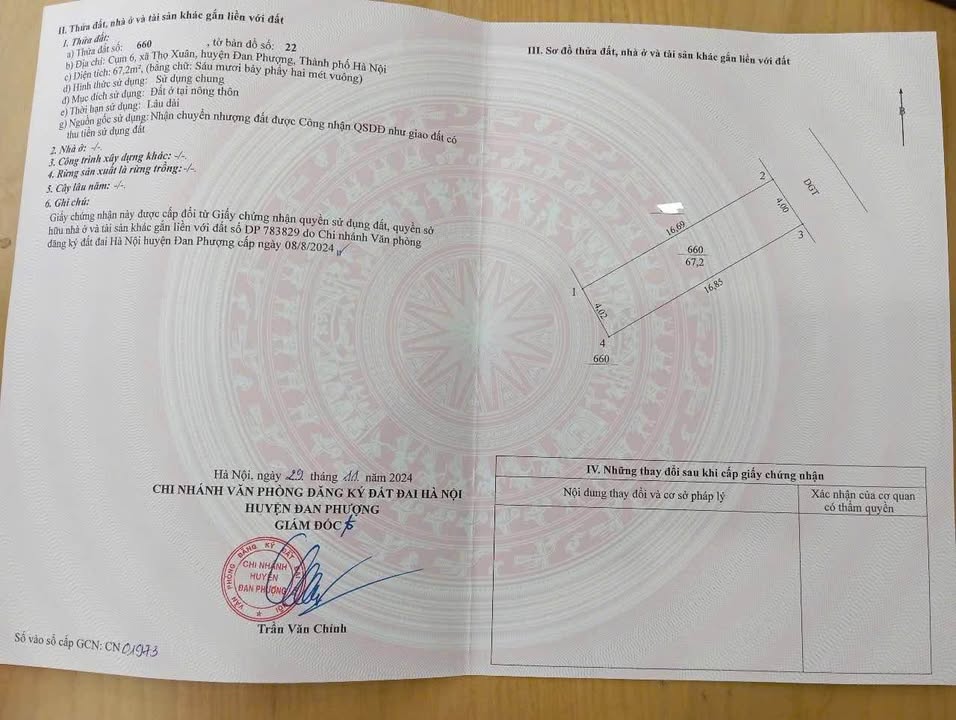 II. Thửa đất, nhà ở và tài sản khác gắn liền với đất
1. Thửa đất:
a) Thửa đất số: 660 , tờ bản đồ số: 22
b) Địa chỉ: Cụm 6, xã Thọ Xuân, huyện Đan Phượng, Thành phố Hà Nội
c) Diện tích: 67,2m², (bằng chữ: Sáu mươi bảy phẩy hai mét vuông)
d) Hình thức sử dụng: Sử dụng chung
đ) Mục đích sử dụng: Đất ở tại nông thôn
e) Thời hạn sử dụng: Lâu dài
g) Nguồn gốc sử dụng: Nhận chuyển nhượng đất được Công nhận QSDĐ như giao đất có
thu tiền sử dụng đất
2. Nhà ở: -/-.
3. Công trình xây dựng khác: -/-.
4. Rừng sản xuất là rừng trồng: -/-.
5. Cây lâu năm: -/-.
6. Ghi chú:
Giấy chứng nhận này được cấp đổi từ Giấy chứng nhận quyền sử dụng đất, quyền sở
hữu nhà ở và tài sản khác gắn liền với đất số DP 783829 do Chi nhánh Văn phòng
đăng ký đất đai Hà Nội huyện Đan Phượng cấp ngày 08/8/2024
Hà Nội, ngày 29 tháng 11 năm 2024
CHI NHÁNH VĂN PHÒNG ĐĂNG KÝ ĐẤT ĐAI HÀ NỘI
HUYỆN ĐAN PHƯỢNG
GIÁM ĐỐC
VĂN PHÒNG ĐĂNG KÝ ĐẤT ĐAI HÀ NỘI
CHI NHÁNH
HUYỆN
ĐAN PHƯỢNG
Trần Văn Chính
Số vào sổ cấp GCN: CN 01973
III. Sơ đồ thửa đất, nhà ở và tài sản khác gắn liền với đất
B
2
ĐGT
4,00
16,69
3
660
67,2
1
16,85
4,02
4
660
IV. Những thay đổi sau khi cấp giấy chứng nhận
Nội dung thay đổi và cơ sở pháp lý
Xác nhận của cơ quan
có thẩm quyền